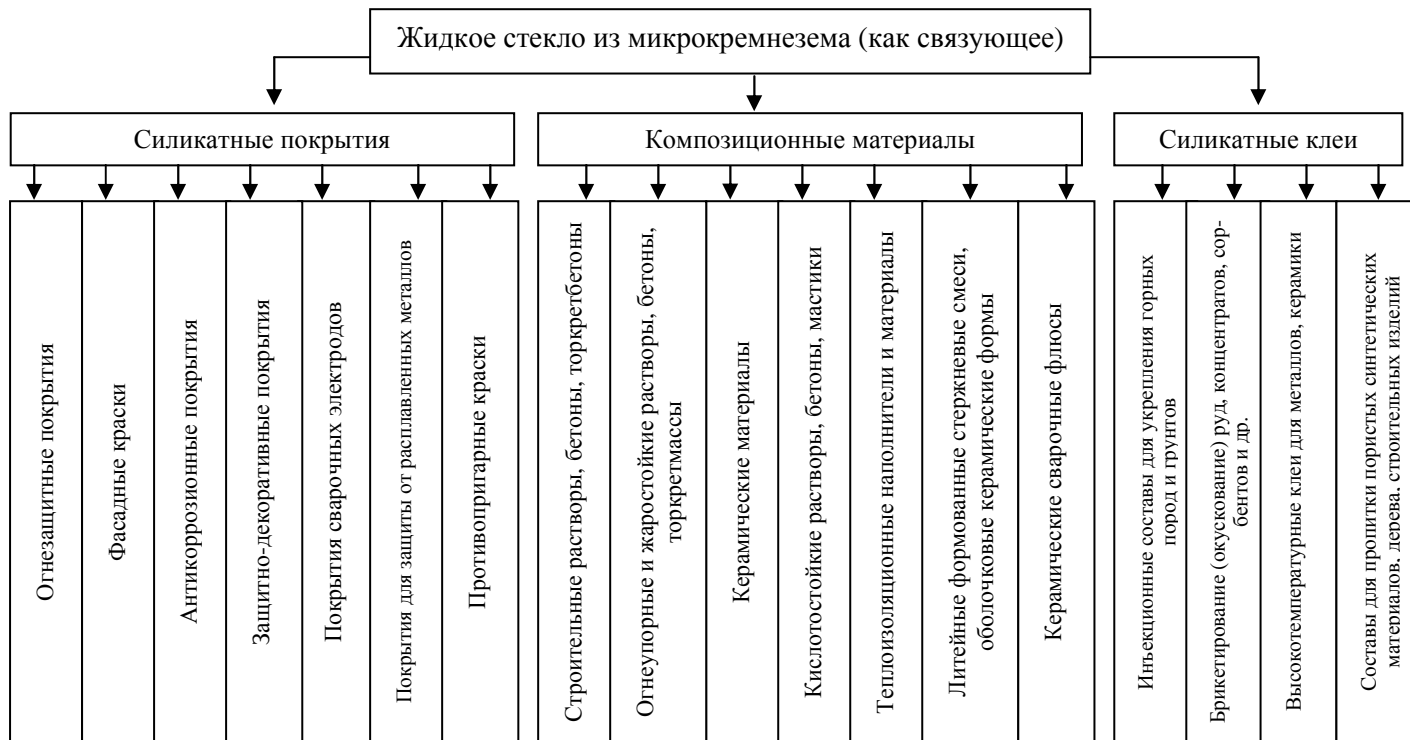 Жидкое стекло из микрокремнезема (как связующее)
Силикатные покрытия
Композиционные материалы
Силикатные клеи
Огнезащитные покрытия
Фасадные краски
Антикоррозионные покрытия
Защитно-декоративные покрытия
Покрытия сварочных электродов
Покрытия для защиты от расплавленных металлов
Противопригарные краски
Строительные растворы, бетоны, торкретбетоны
Огнеупорные и жаростойкие растворы, бетоны,
торкретмассы
Керамические материалы
Кислотостойкие растворы, бетоны, мастики
Теплоизоляционные наполнители и материалы
Литейные формованные стержневые смеси,
оболочковые керамические формы
Керамические сварочные флюсы
Инъекционные составы для укрепления горных
пород и грунтов
Брикетирование (окускование) руд, концентратов, сор-
бентов и др.
Высокотемпературные клеи для металлов, керамики
Составы для пропитки пористых синтетических
материалов, дерева, строительных изделий